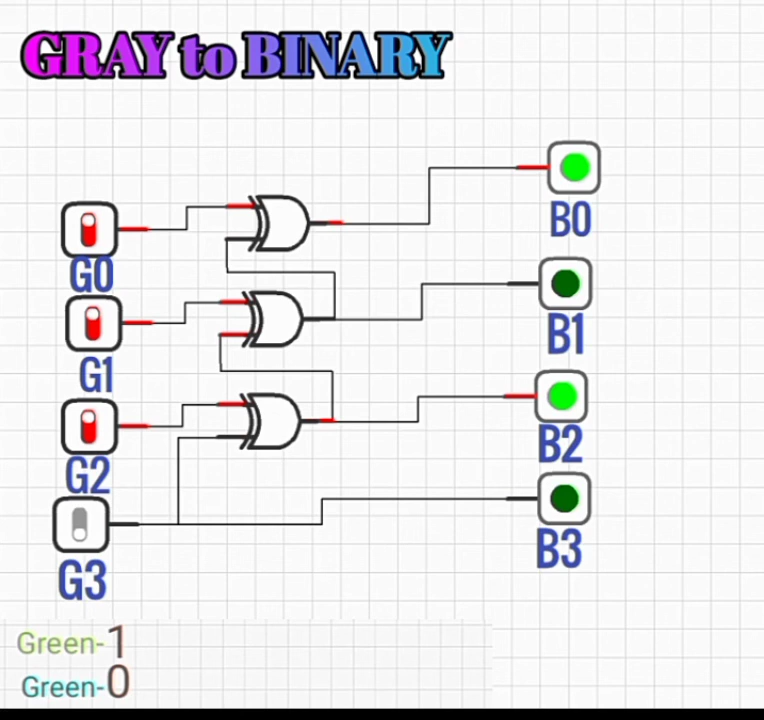 GRAY to BINARY
B0
G0
B1
G1
B2
G2
B3
G3
Green-1
Green-0